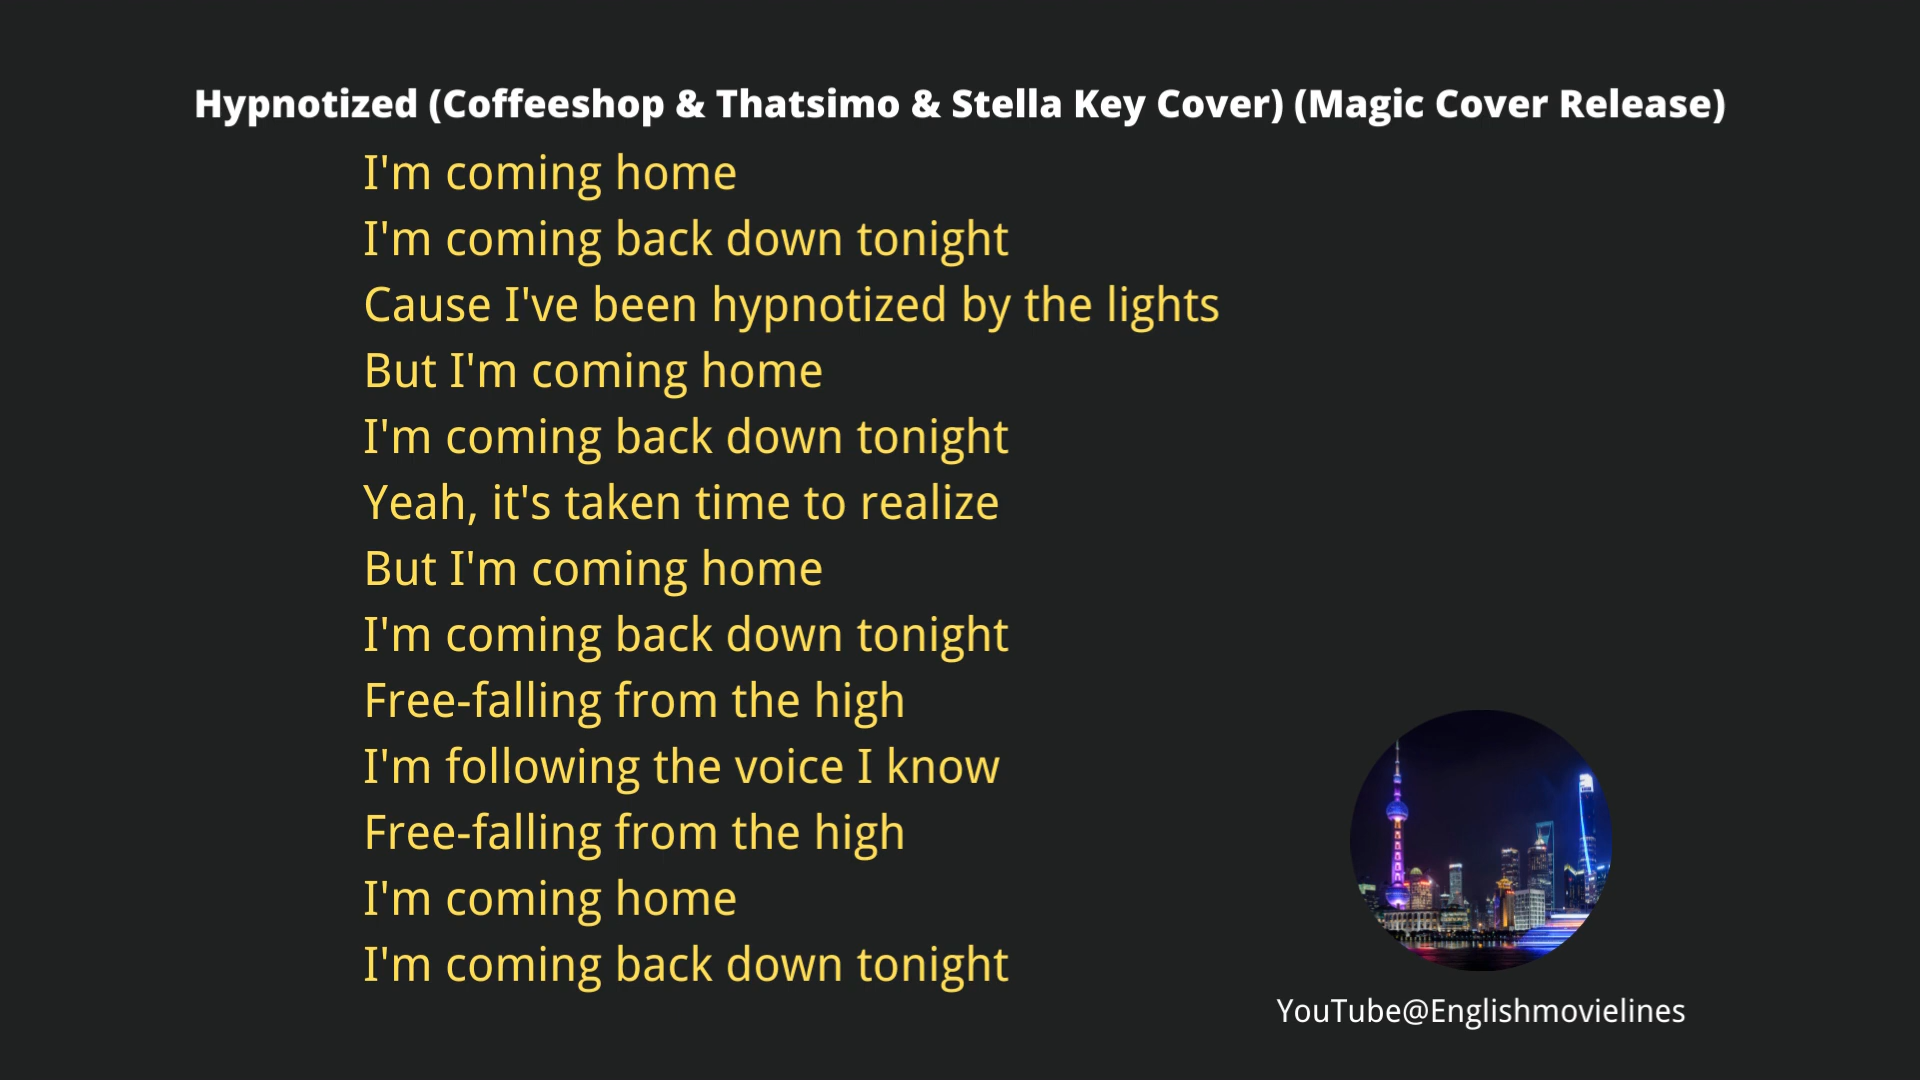 Hypnotized (Coffeeshop & Thatsimo & Stella Key Cover) (Magic Cover Release)
I'm coming home
I'm coming back down tonight
Cause I've been hypnotized by the lights
But I'm coming home
I'm coming back down tonight
Yeah, it's taken time to realize
But I'm coming home
I'm coming back down tonight
Free-falling from the high
I'm following the voice I know
Free-falling from the high
I'm coming home
I'm coming back down tonight
YouTube@Englishmovielines